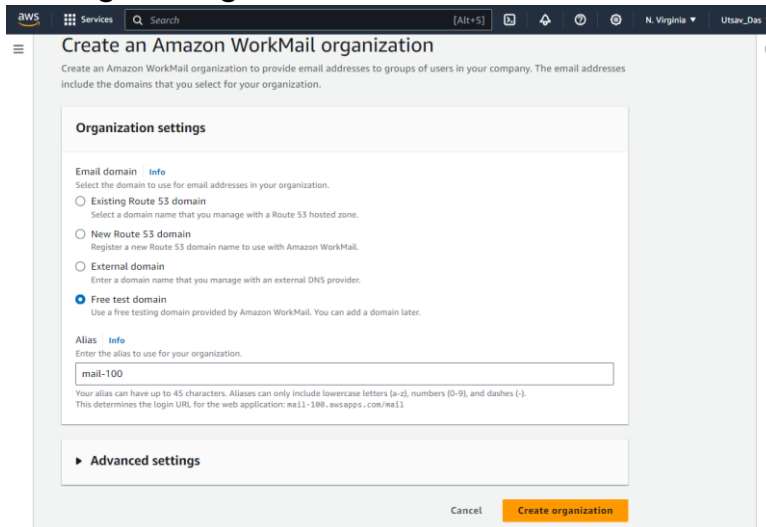 aws Services Search [Alt+S] N. Virginia Utsav_Das
Create an Amazon WorkMail organization
Create an Amazon WorkMail organization to provide email addresses to groups of users in your company. The email addresses
include the domains that you select for your organization.
Organization settings
Email domain Info
Select the domain to use for email addresses in your organization.
Existing Route 53 domain
Select a domain name that you manage with a Route 53 hosted zone.
New Route 53 domain
Register a new Route 53 domain name to use with Amazon WorkMail.
External domain
Enter a domain name that you manage with an external DNS provider.
Free test domain
Use a free testing domain provided by Amazon WorkMail. You can add a domain later.
Alias Info
Enter the alias to use for your organization.
mail-100
Your alias can have up to 45 characters. Aliases can only include lowercase letters (a-z), numbers (0-9), and dashes (-).
This determines the login URL for the web application: mail-100.awsapps.com/mail
Advanced settings
Cancel Create organization